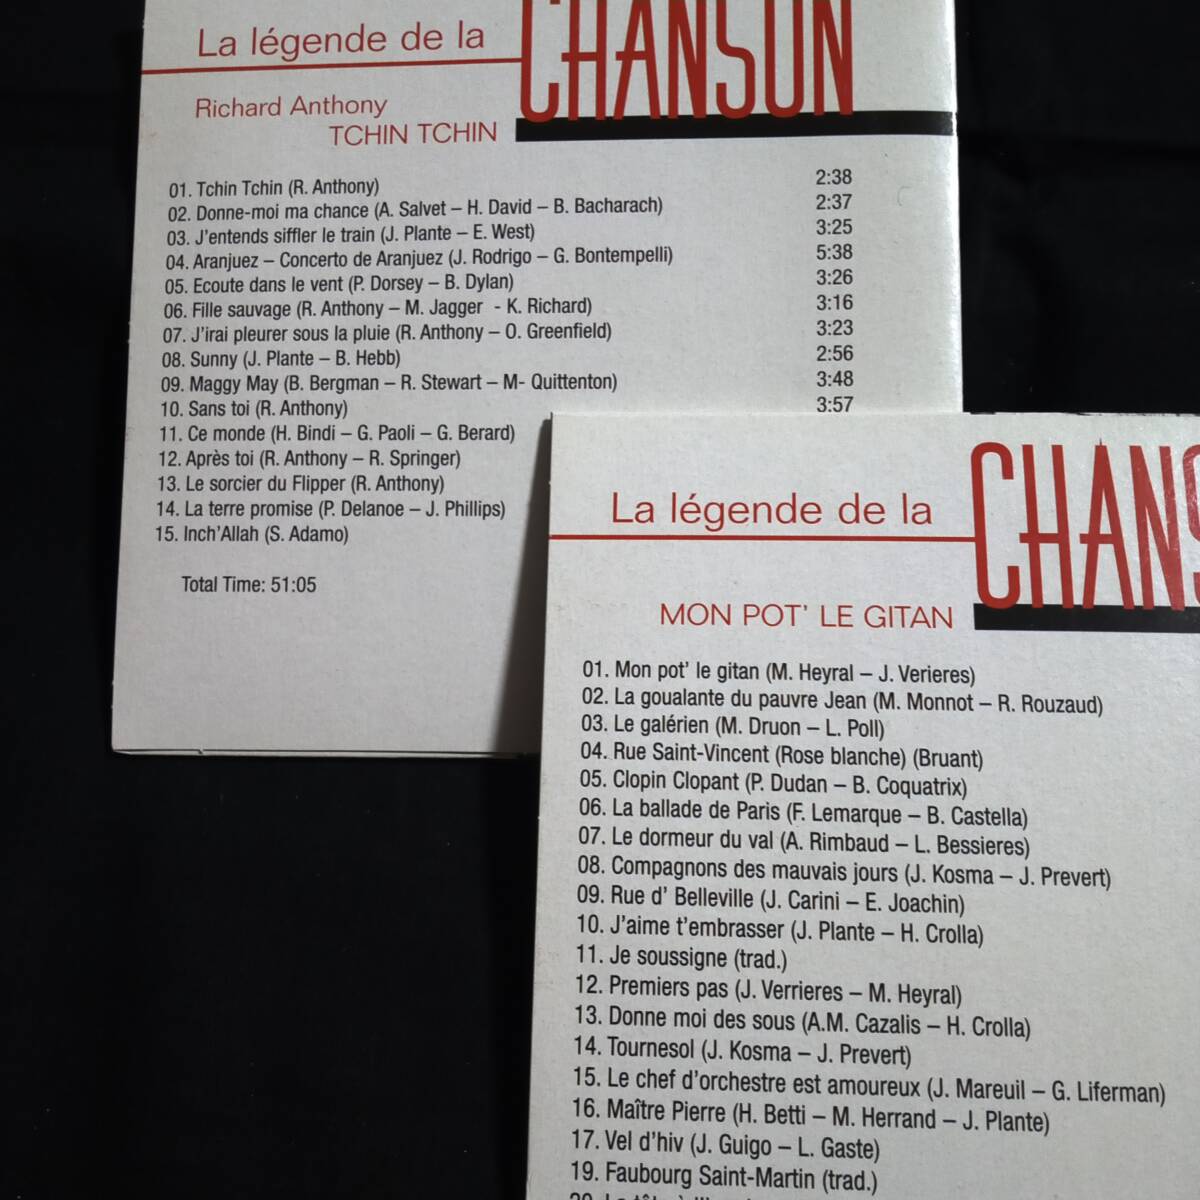 La légende de la CHANSON
Richard Anthony
TCHIN TCHIN
01. Tchin Tchin (R. Anthony) 2:38
02. Donne-moi ma chance (A. Salvet – H. David – B. Bacharach) 2:37
03. J'entends siffler le train (J. Plante – E. West) 3:25
04. Aranjuez – Concerto de Aranjuez (J. Rodrigo – G. Bontempelli) 5:38
05. Ecoute dans le vent (P. Dorsey – B. Dylan) 3:26
06. Fille sauvage (R. Anthony – M. Jagger - K. Richard) 3:16
07. J'irai pleurer sous la pluie (R. Anthony – O. Greenfield) 3:23
08. Sunny (J. Plante – B. Hebb) 2:56
09. Maggy May (B. Bergman – R. Stewart – M- Quittenton) 3:48
10. Sans toi (R. Anthony) 3:57
11. Ce monde (H. Bindi – G. Paoli – G. Berard)
12. Après toi (R. Anthony – R. Springer)
13. Le sorcier du Flipper (R. Anthony)
14. La terre promise (P. Delanoe – J. Phillips)
15. Inch'Allah (S. Adamo)
Total Time: 51:05
La légende de la CHANS
MON POT' LE GITAN
01. Mon pot' le gitan (M. Heyral – J. Verieres)
02. La goualante du pauvre Jean (M. Monnot – R. Rouzaud)
03. Le galérien (M. Druon – L. Poll)
04. Rue Saint-Vincent (Rose blanche) (Bruant)
05. Clopin Clopant (P. Dudan – B. Coquatrix)
06. La ballade de Paris (F. Lemarque – B. Castella)
07. Le dormeur du val (A. Rimbaud – L. Bessieres)
08. Compagnons des mauvais jours (J. Kosma – J. Prevert)
09. Rue d' Belleville (J. Carini – E. Joachin)
10. J'aime t'embrasser (J. Plante – H. Crolla)
11. Je soussigne (trad.)
12. Premiers pas (J. Verrieres – M. Heyral)
13. Donne moi des sous (A.M. Cazalis – H. Crolla)
14. Tournesol (J. Kosma – J. Prevert)
15. Le chef d'orchestre est amoureux (J. Mareuil – G. Liferman)
16. Maître Pierre (H. Betti – M. Herrand – J. Plante)
17. Vel d'hiv (J. Guigo – L. Gaste)
19. Faubourg Saint-Martin (trad.)